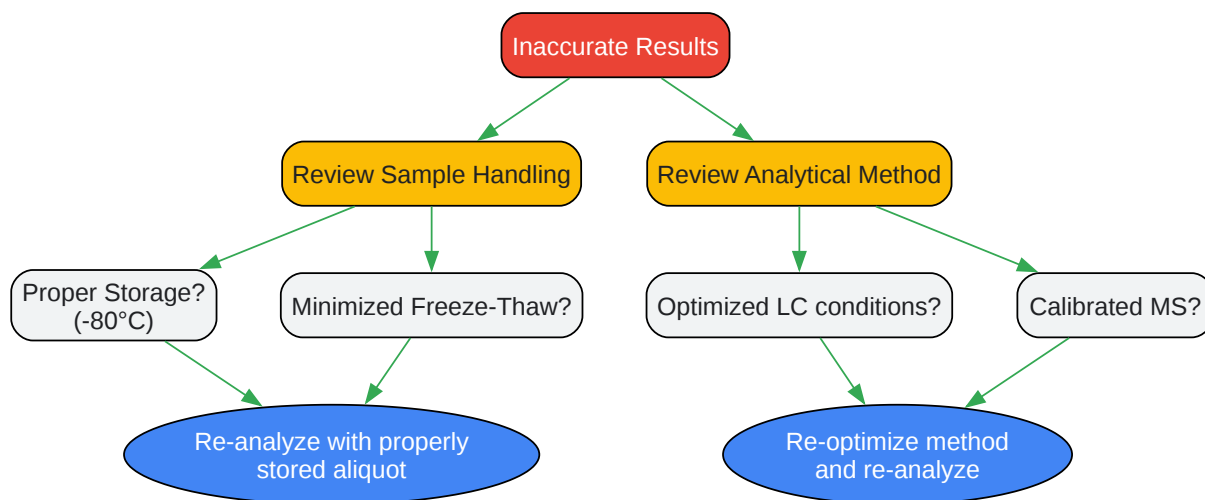 Inaccurate Results
Review Sample Handling
Review Analytical Method
Proper Storage?
(-80°C)
Minimized Freeze-Thaw?
Optimized LC conditions?
Calibrated MS?
Re-analyze with properly
stored aliquot
Re-optimize method
and re-analyze